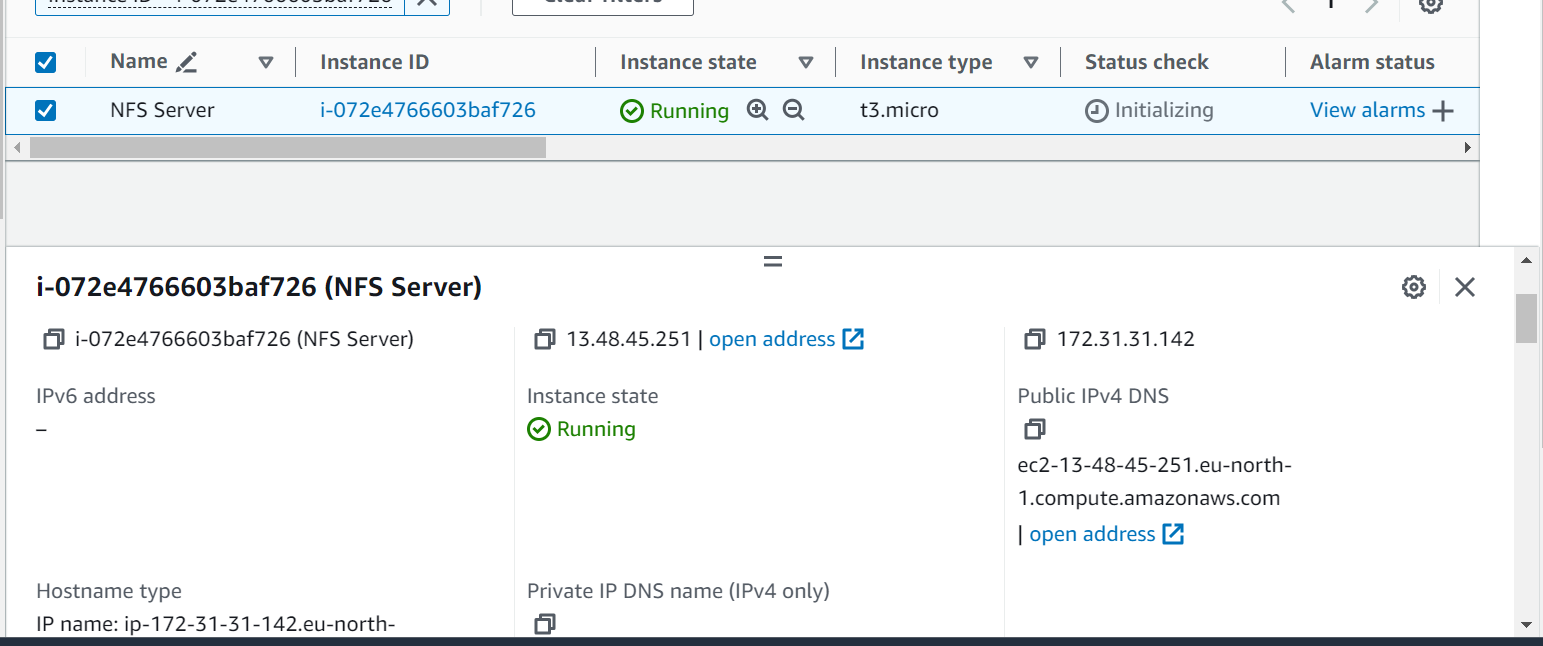 1
Name Instance ID Instance state Instance type Status check Alarm status
NFS Server i-072e4766603baf726 Running t3.micro Initializing View alarms
i-072e4766603baf726 (NFS Server)
i-072e4766603baf726 (NFS Server) 13.48.45.251 | open address 172.31.31.142
IPv6 address Instance state Public IPv4 DNS
– Running
ec2-13-48-45-251.eu-north-
1.compute.amazonaws.com
| open address
Hostname type Private IP DNS name (IPv4 only)
IP name: ip-172-31-31-142.eu-north-